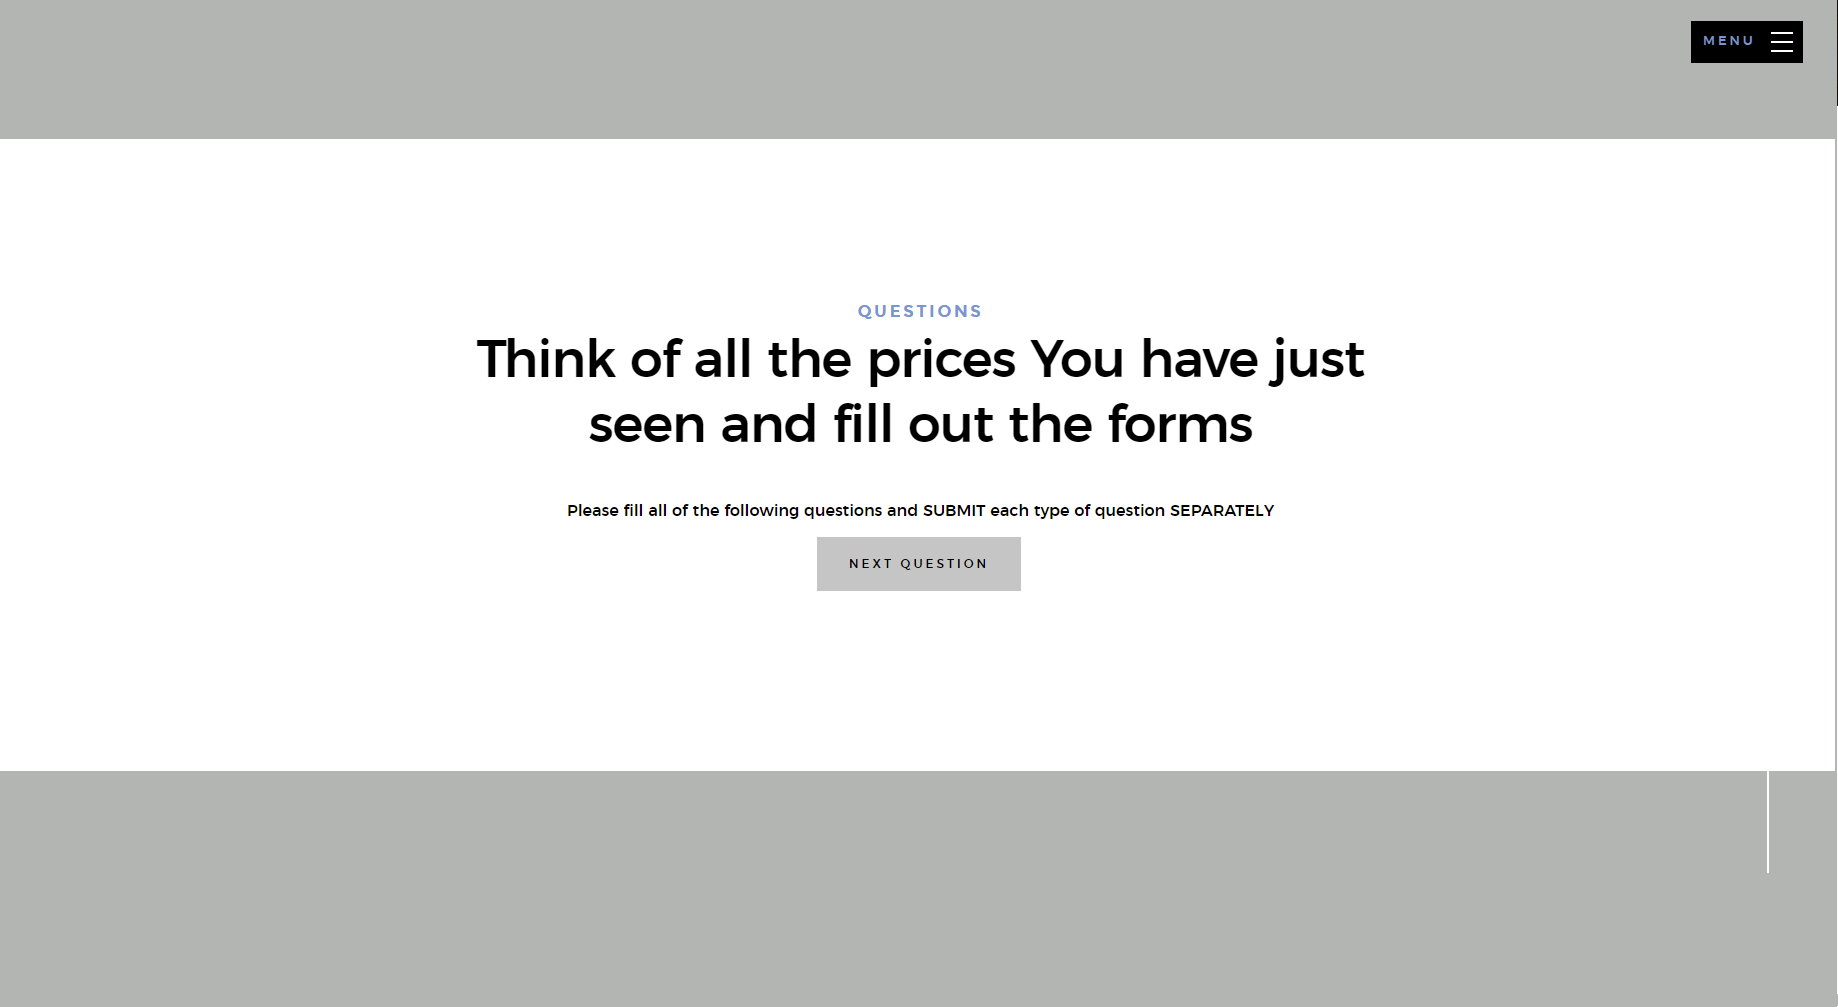 MENU
QUESTIONS
Think of all the prices You have just
seen and fill out the forms
Please fill all of the following questions and SUBMIT each type of question SEPARATELY
NEXT QUESTION